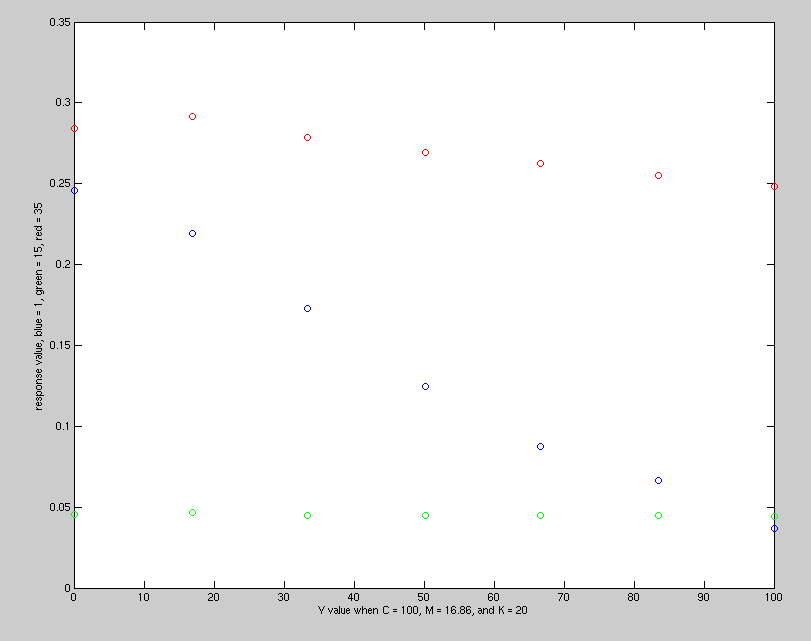 0.35
0.3
0.25
0.2
0.15
0.1
0.05
0
response value, blue = 1, green = 15, red = 35
0 10 20 30 40 50 60 70 80 90 100
Y value when C = 100, M = 16.86, and K = 20